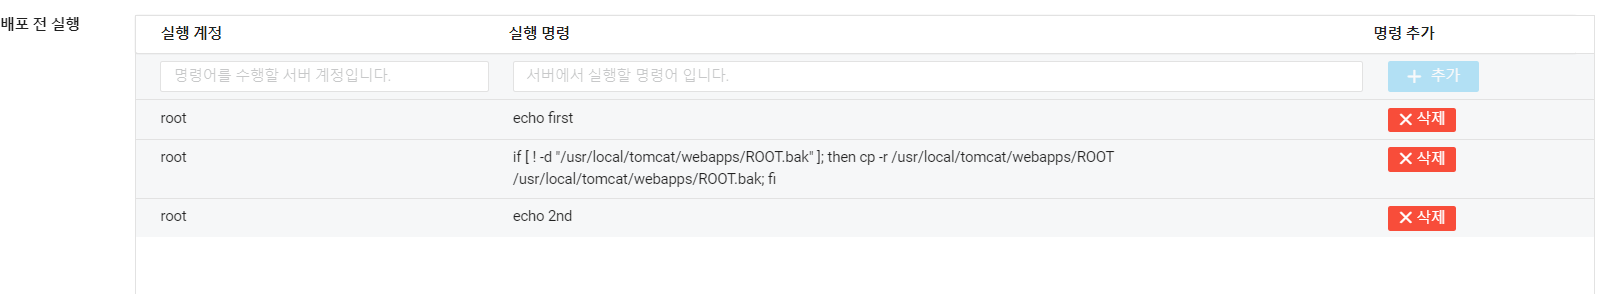 배포 전 실행
실행 계정 실행 명령 명령 추가
명령어를 수행할 서버 계정입니다. 서버에서 실행할 명령어 입니다. + 추가
root echo first × 삭제
root if [ ! -d "/usr/local/tomcat/webapps/ROOT.bak" ]; then cp -r /usr/local/tomcat/webapps/ROOT × 삭제
/usr/local/tomcat/webapps/ROOT.bak; fi
root echo 2nd × 삭제